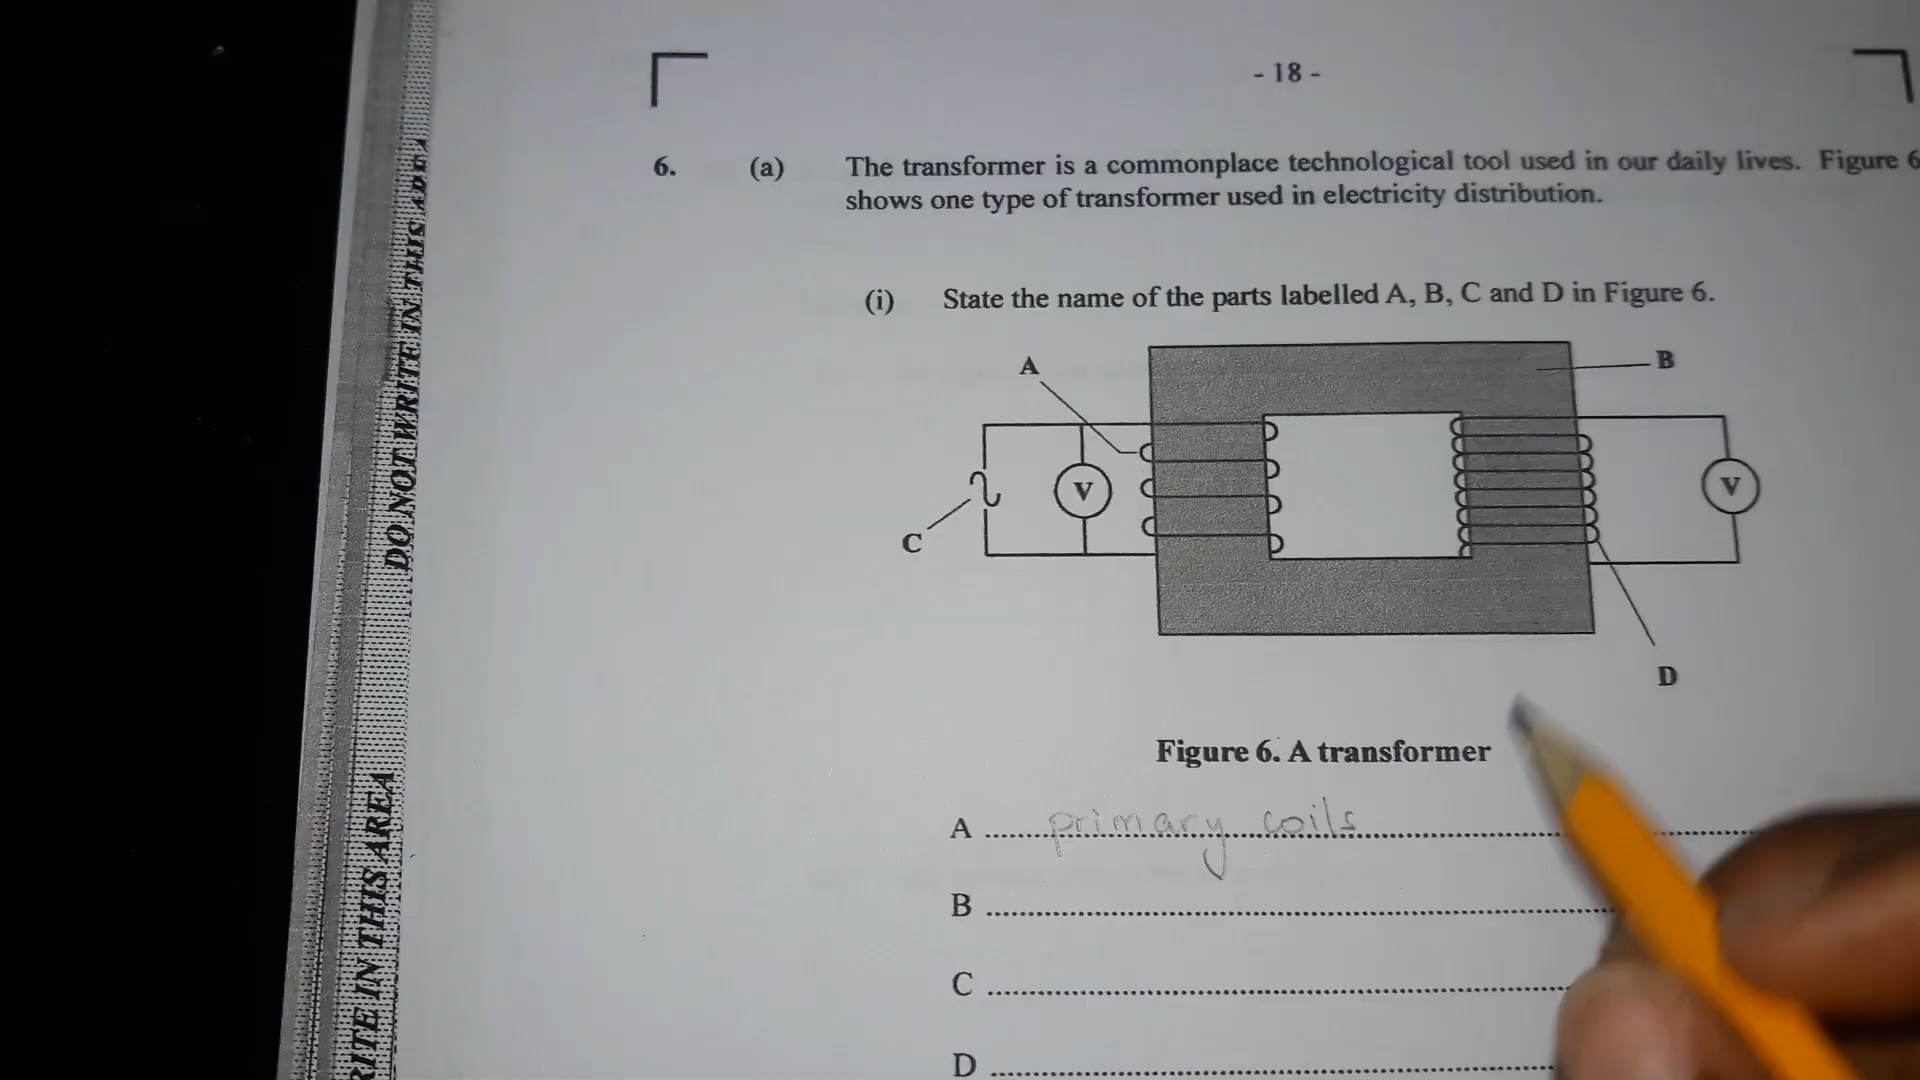 - 18 -
6. (a) The transformer is a commonplace technological tool used in our daily lives. Figure 6
shows one type of transformer used in electricity distribution.
(i) State the name of the parts labelled A, B, C and D in Figure 6.
A
B
V
V
C
D
Figure 6. A transformer
A primary coils
B
C
D
DO NOT WRITE IN THIS AREA
RITE IN THIS AREA